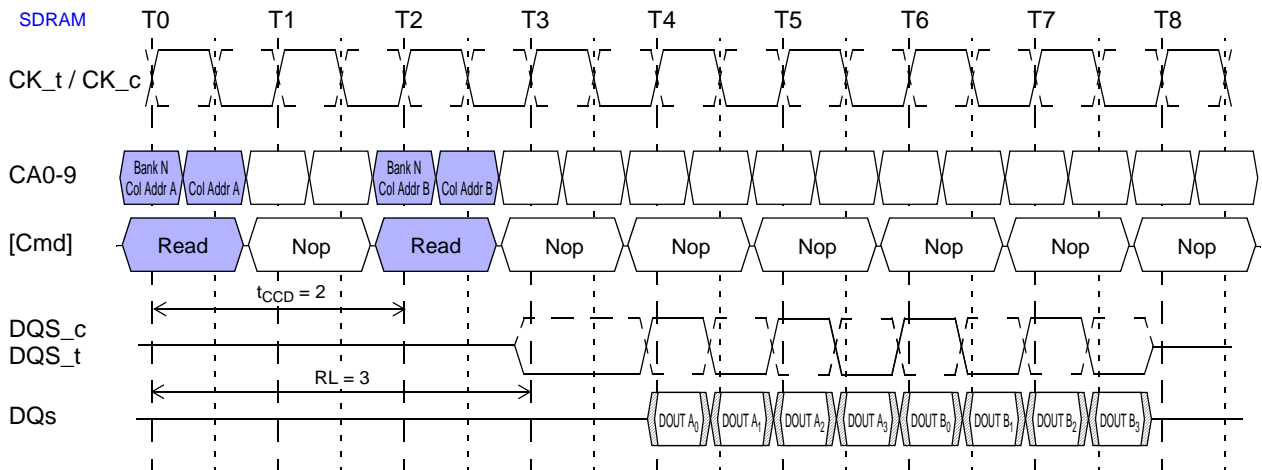 SDRAM T0 T1 T2 T3 T4 T5 T6 T7 T8
CK_t / CK_c
CA0-9
Bank N
Col Addr A
Col Addr A
Bank N
Col Addr B
Col Addr B
[Cmd] Read Nop Read Nop Nop Nop Nop Nop Nop
tCCD = 2
DQS_c
DQS_t
RL = 3
DQs DOUT A0 DOUT A1 DOUT A2 DOUT A3 DOUT B0 DOUT B1 DOUT B2 DOUT B3